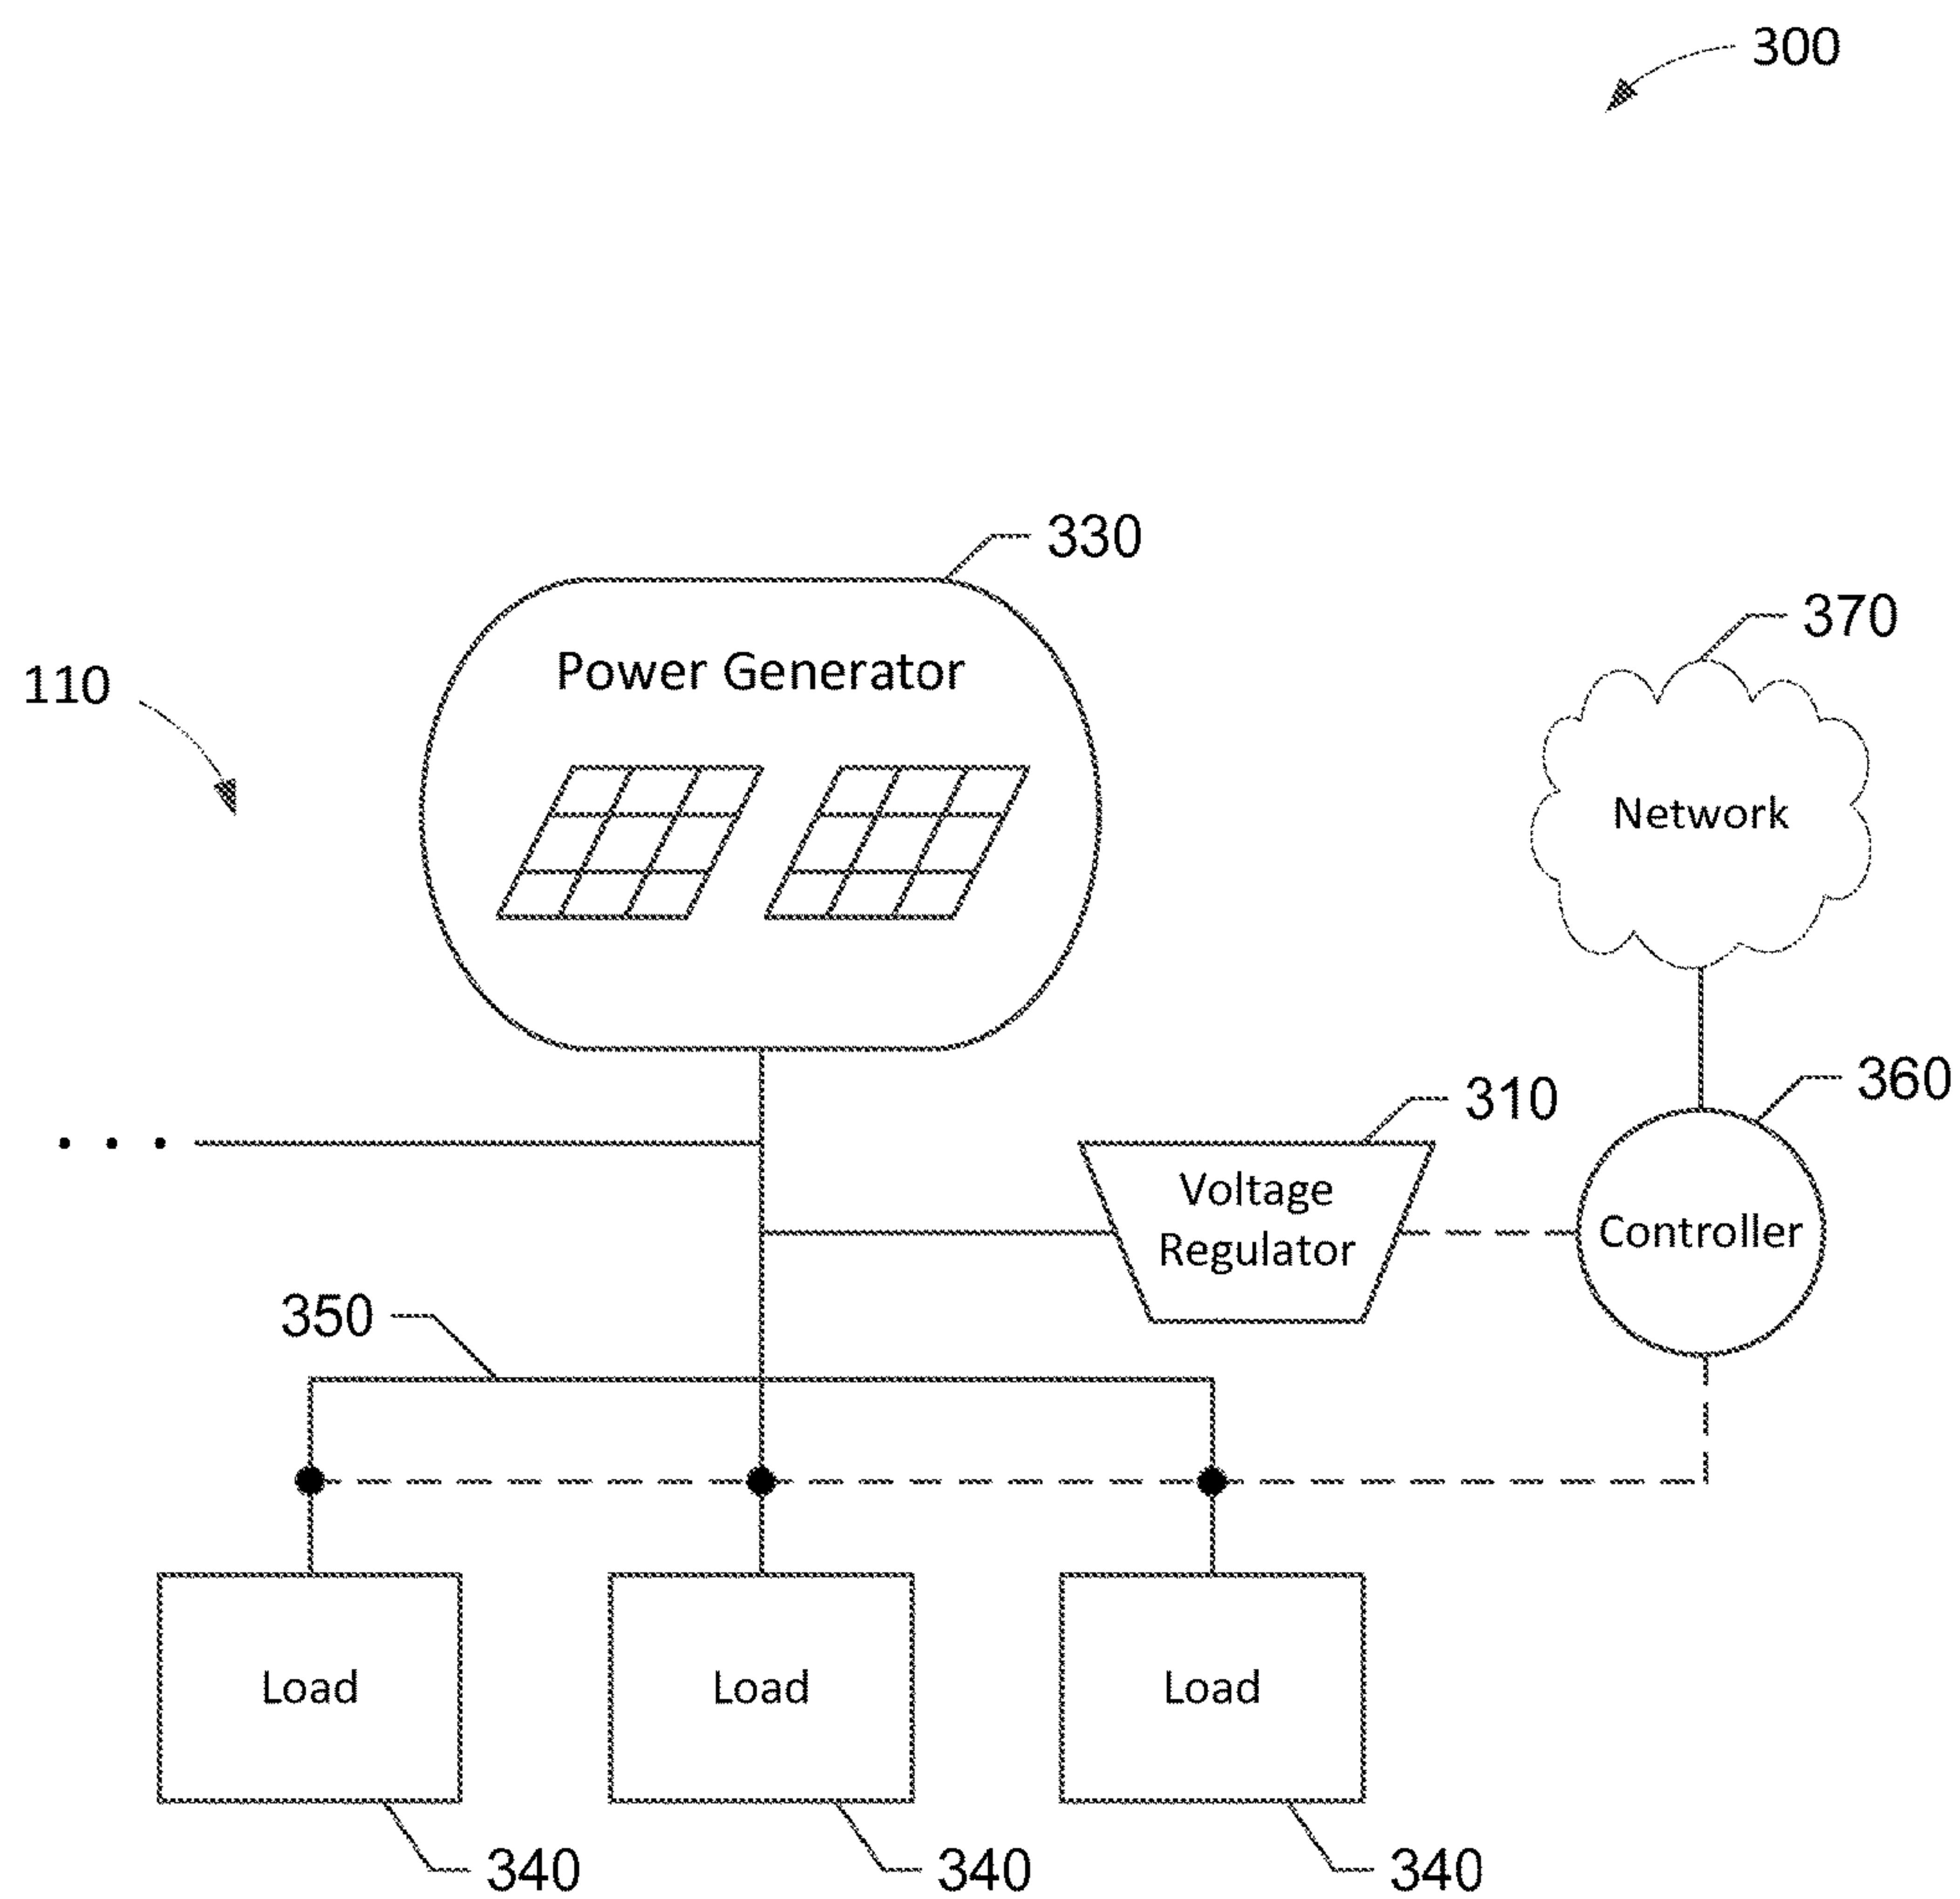 300
330
Power Generator
370
110
Network
360
310
Voltage
Regulator
Controller
350
Load
Load
Load
340
340
340